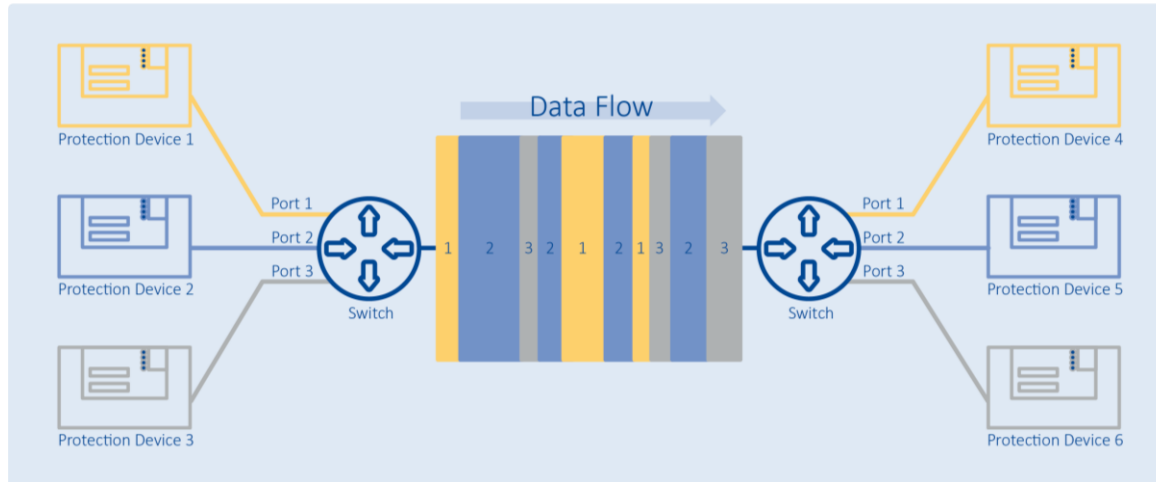 Data Flow
Protection Device 1
Protection Device 4
Port 1
Port 1
Port 2
Port 2
1 2 3 2 1 2 1 3 2 3
Port 3
Port 3
Protection Device 2
Protection Device 5
Switch
Switch
Protection Device 3
Protection Device 6